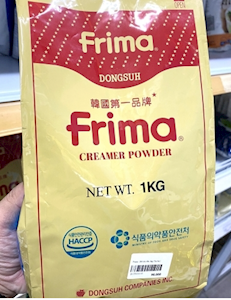 Frima®
DONGSUH
韓國第一品牌
Frima®
CREAMER POWDER
NET WT. 1KG
HACCP
식품의약품안전처
DONGSUH COMPANIES INC.